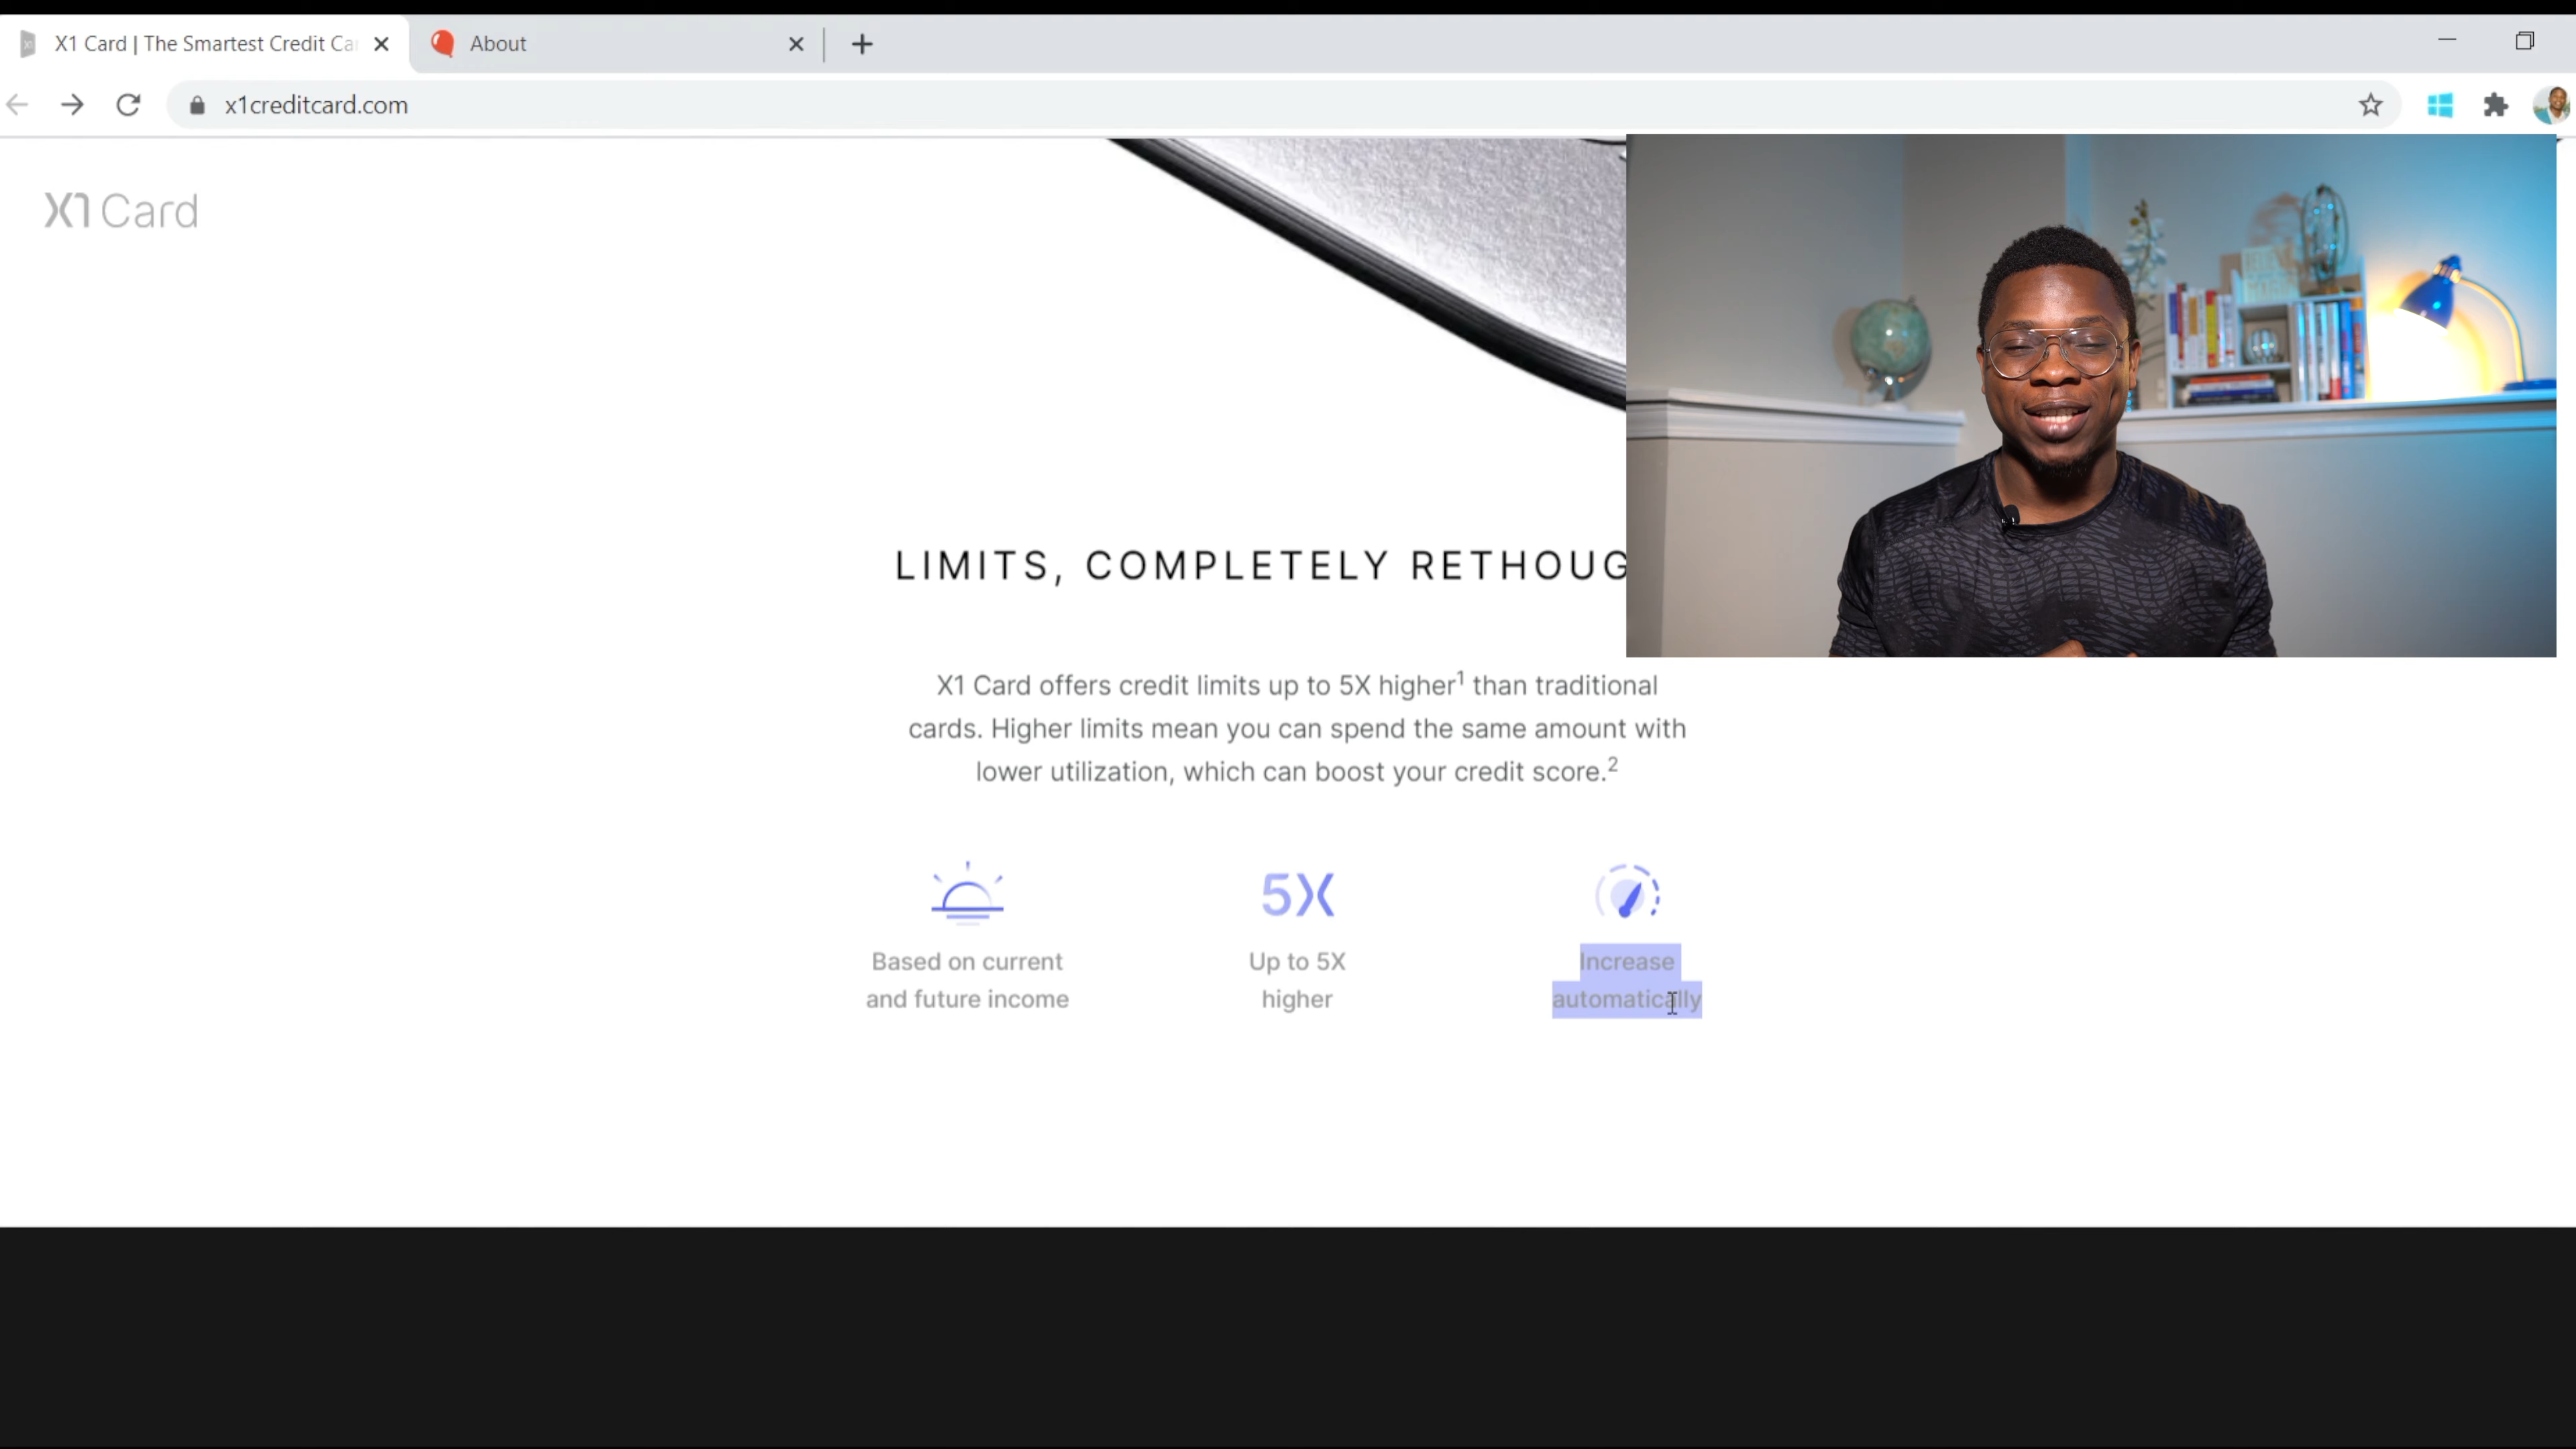 X1 Card | The Smartest Credit Ca
About
x1creditcard.com
X1 Card
LIMITS, COMPLETELY RETHOUG
X1 Card offers credit limits up to 5X higher¹ than traditional
cards. Higher limits mean you can spend the same amount with
lower utilization, which can boost your credit score.²
5X
Based on current
and future income
Up to 5X
higher
Increase
automatically